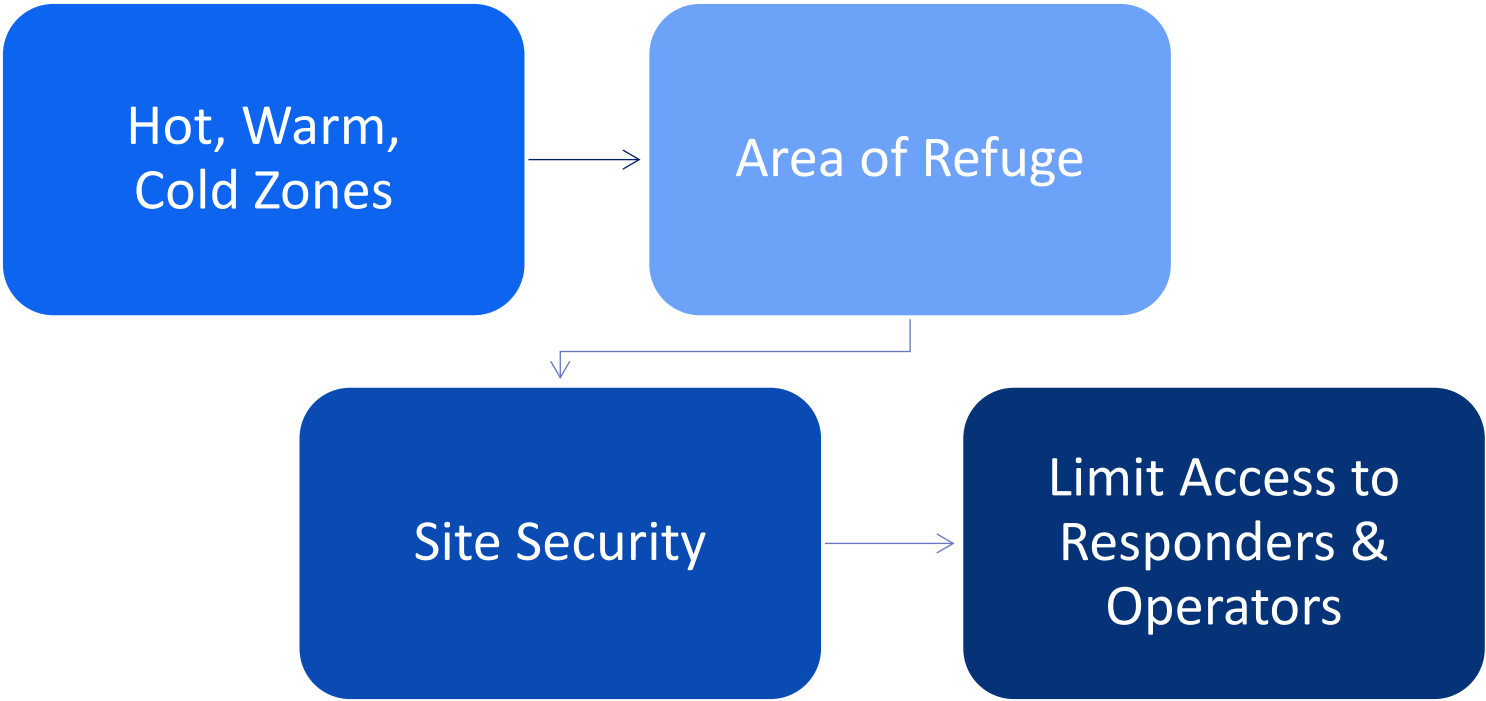 Hot, Warm,
Cold Zones
Area of Refuge
Site Security
Limit Access to
Responders &
Operators